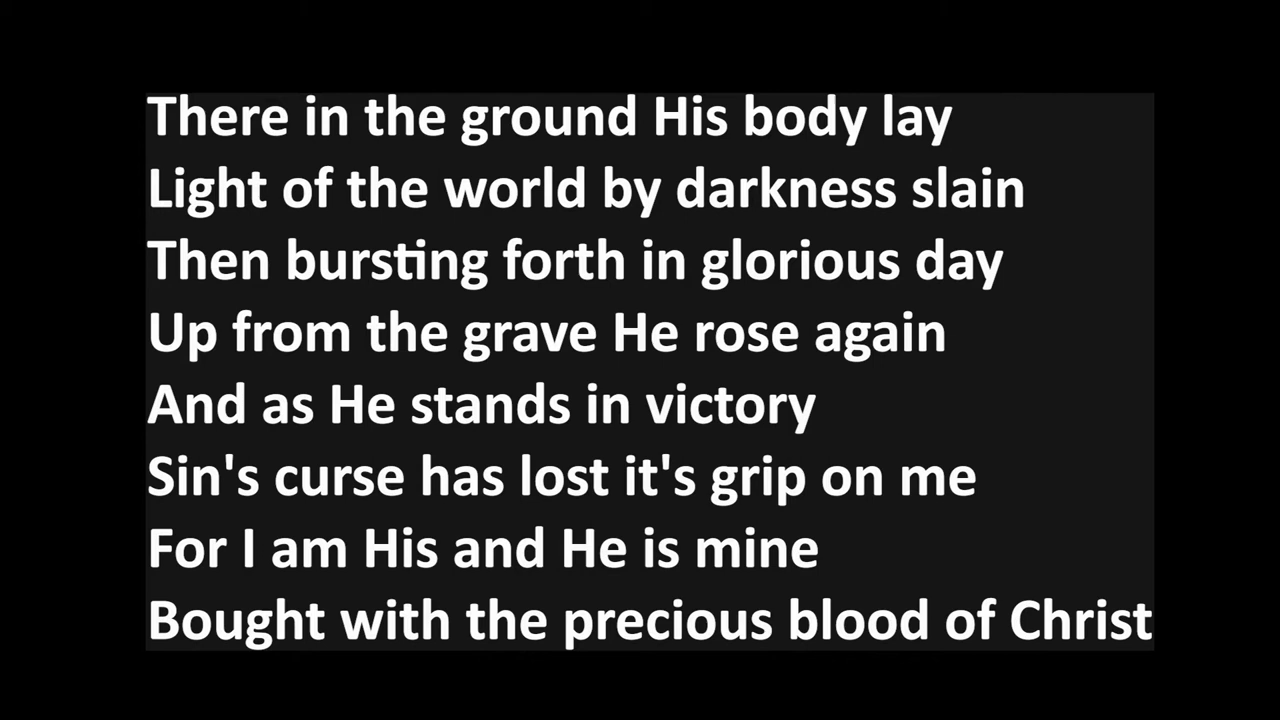 There in the ground His body lay
Light of the world by darkness slain
Then bursting forth in glorious day
Up from the grave He rose again
And as He stands in victory
Sin's curse has lost it's grip on me
For I am His and He is mine
Bought with the precious blood of Christ